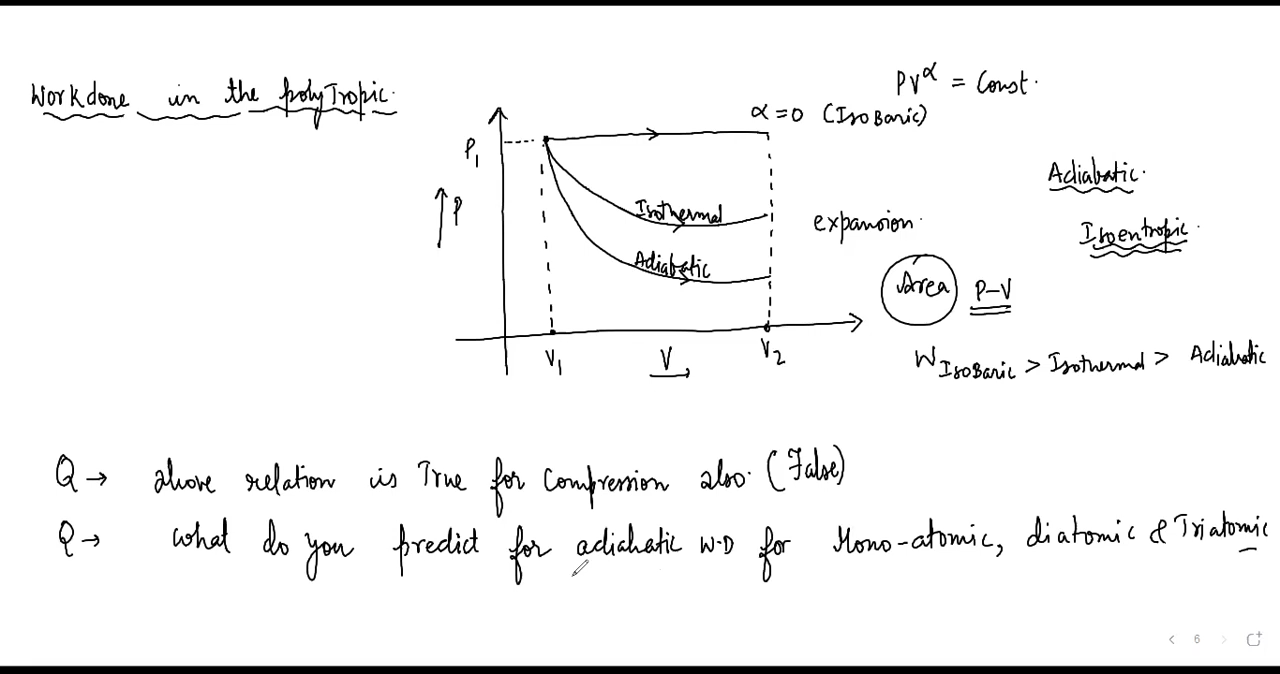 Workdone in the polyTropic.
PV^α = Const.
α=0 (IsoBaric)
P₁
P
Isothermal
Adiabatic
V₁
V
V₂
expansion.
Adiabatic.
Isoentropic.
Area P-V
W IsoBaric > Isothermal > Adiabatic
Q → above relation is True for Compression also. (False)
Q → what do you predict for adiabatic W-D for Mono-atomic, diatomic & Triatomic
6